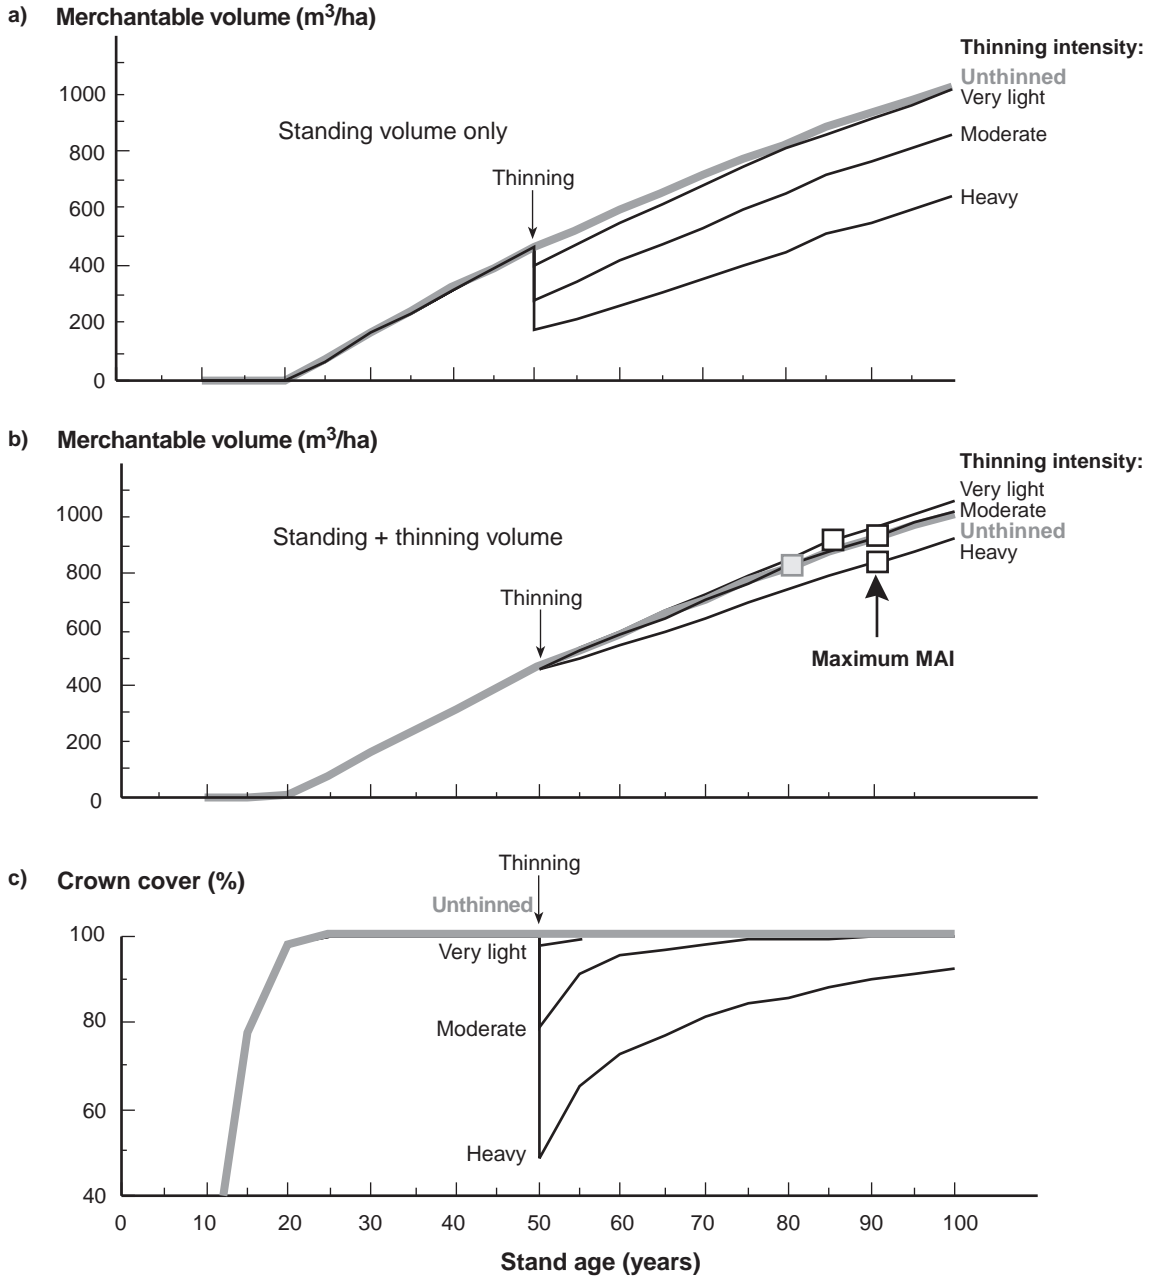 a) Merchantable volume (m3/ha)
Thinning intensity:
Unthinned
Very light
Moderate
Heavy
Standing volume only
Thinning
1000
800
600
400
200
0
b) Merchantable volume (m3/ha)
Thinning intensity:
Very light
Moderate
Unthinned
Heavy
Standing + thinning volume
Thinning
Maximum MAI
1000
800
600
400
200
0
c) Crown cover (%)
Thinning
Unthinned
Very light
Moderate
Heavy
100
80
60
40
0 10 20 30 40 50 60 70 80 90 100
Stand age (years)